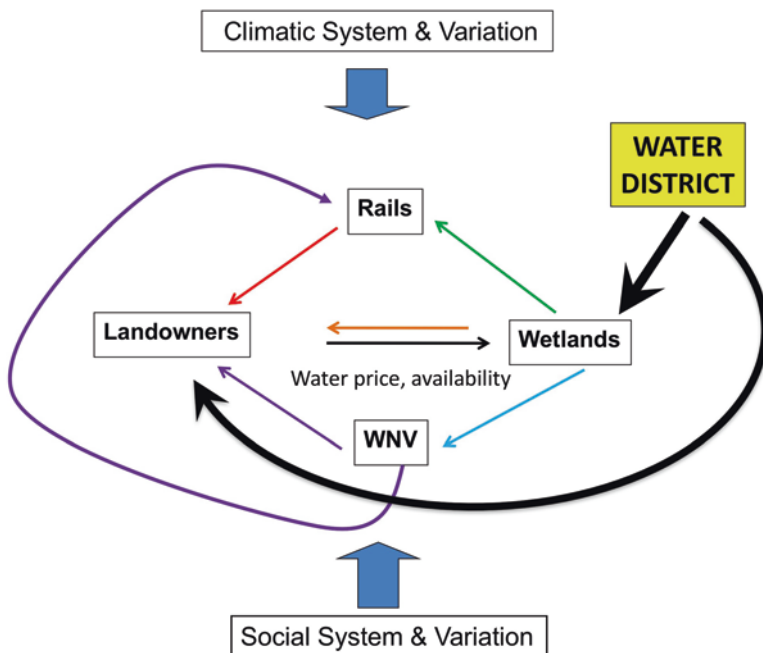 Climatic System & Variation
WATER
DISTRICT
Rails
Landowners
Wetlands
Water price, availability
WNV
Social System & Variation